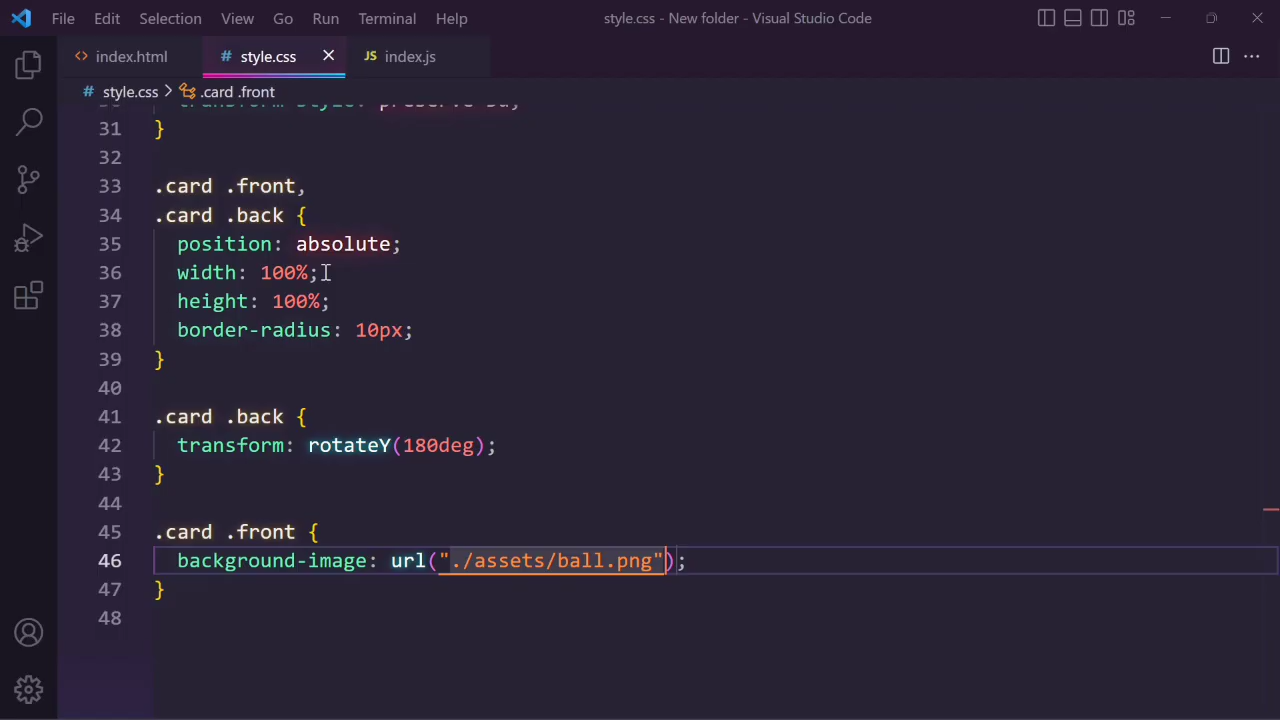 File Edit Selection View Go Run Terminal Help style.css - New folder - Visual Studio Code
<> index.html # style.css JS index.js
# style.css > .card .front
31 }
32
33 .card .front,
34 .card .back {
35 position: absolute;
36 width: 100%;
37 height: 100%;
38 border-radius: 10px;
39 }
40
41 .card .back {
42 transform: rotateY(180deg);
43 }
44
45 .card .front {
46 background-image: url("./assets/ball.png");
47 }
48